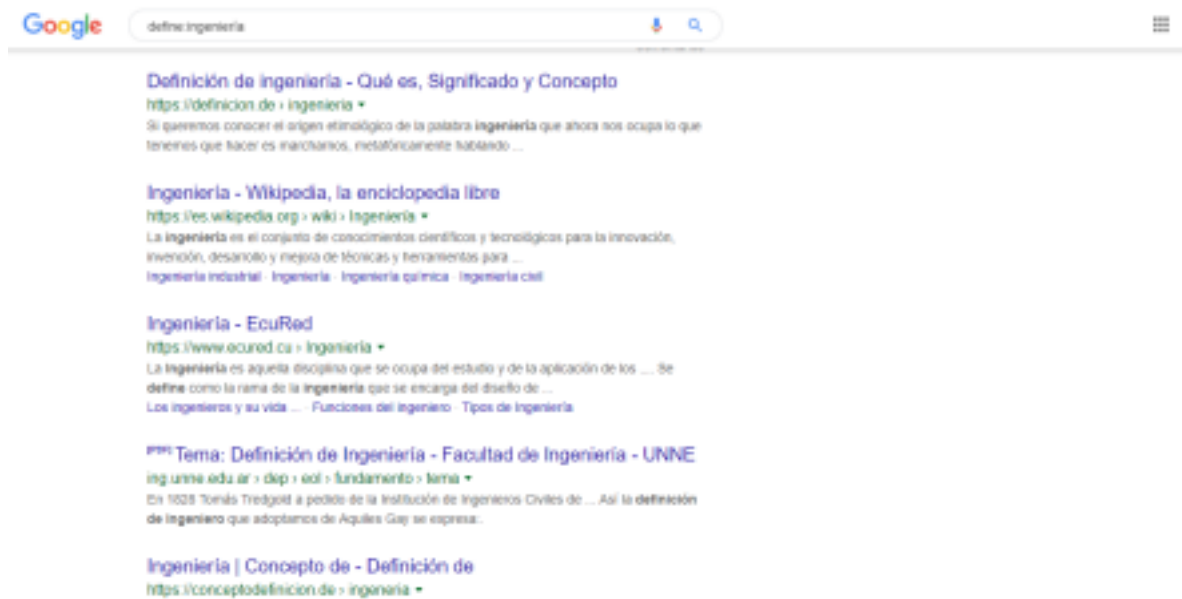 Google
define:ingeniería
Definición de ingeniería - Qué es, Significado y Concepto
https://definicion.de › ingenieria
Si queremos conocer el origen etimológico de la palabra ingeniería que ahora nos ocupa lo que
tenemos que hacer es marcharnos, metafóricamente hablando ...
Ingeniería - Wikipedia, la enciclopedia libre
https://es.wikipedia.org › wiki › Ingeniería
La ingeniería es el conjunto de conocimientos científicos y tecnológicos para la innovación,
invención, desarrollo y mejora de técnicas y herramientas para ...
Ingeniería industrial · Ingeniería · Ingeniería química · Ingeniería civil
Ingeniería - EcuRed
https://www.ecured.cu › Ingeniería
La Ingeniería es aquella disciplina que se ocupa del estudio y de la aplicación de los .... Se
define como la rama de la ingeniería que se encarga del diseño de ...
Los ingenieros y su vida ... · Funciones del ingeniero · Tipos de Ingeniería
Tema: Definición de Ingeniería - Facultad de Ingeniería - UNNE
ing.unne.edu.ar › dep › eol › fundamento › tema
En 1828 Tomás Tredgold a pedido de la Institución de Ingenieros Civiles de ... Así la definición
de ingeniero que adoptamos de Aquiles Gay se expresa:.
Ingeniería | Concepto de - Definición de
https://conceptodefinicion.de › ingeneria